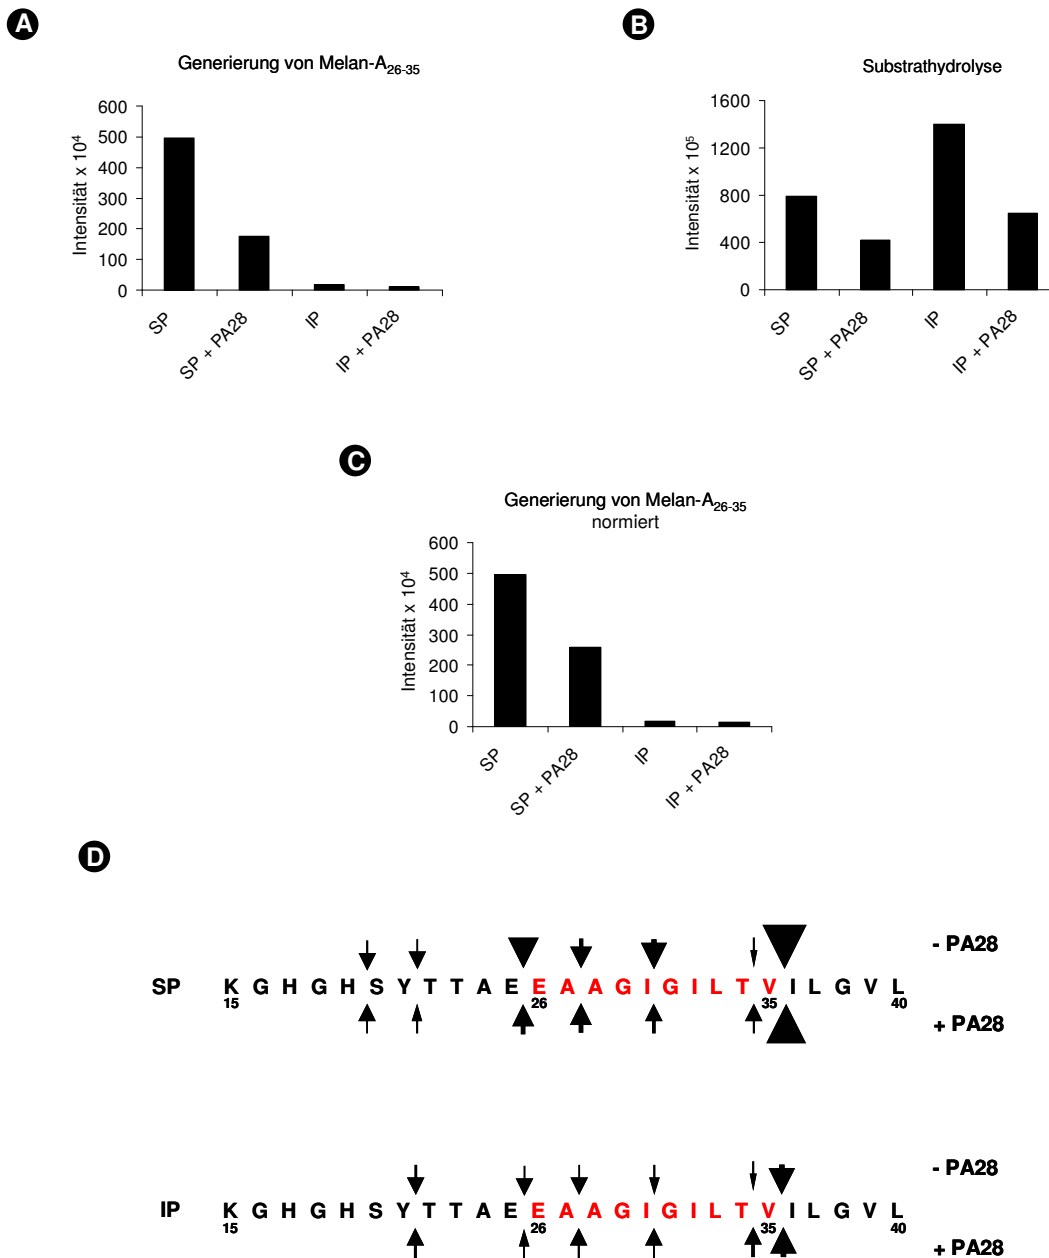 A
Generierung von Melan-A26-35
Intensität x 10⁴
600
500
400
300
200
100
0
SP
SP + PA28
IP
IP + PA28
B
Substrathydrolyse
Intensität x 10⁵
1600
1200
800
400
0
SP
SP + PA28
IP
IP + PA28
C
Generierung von Melan-A26-35
normiert
Intensität x 10⁴
600
500
400
300
200
100
0
SP
SP + PA28
IP
IP + PA28
D
- PA28
SP K G H G H S Y T T A E E A A G I G I L T V I L G V L
15 26 35 40
+ PA28
- PA28
IP K G H G H S Y T T A E E A A G I G I L T V I L G V L
15 26 35 40
+ PA28